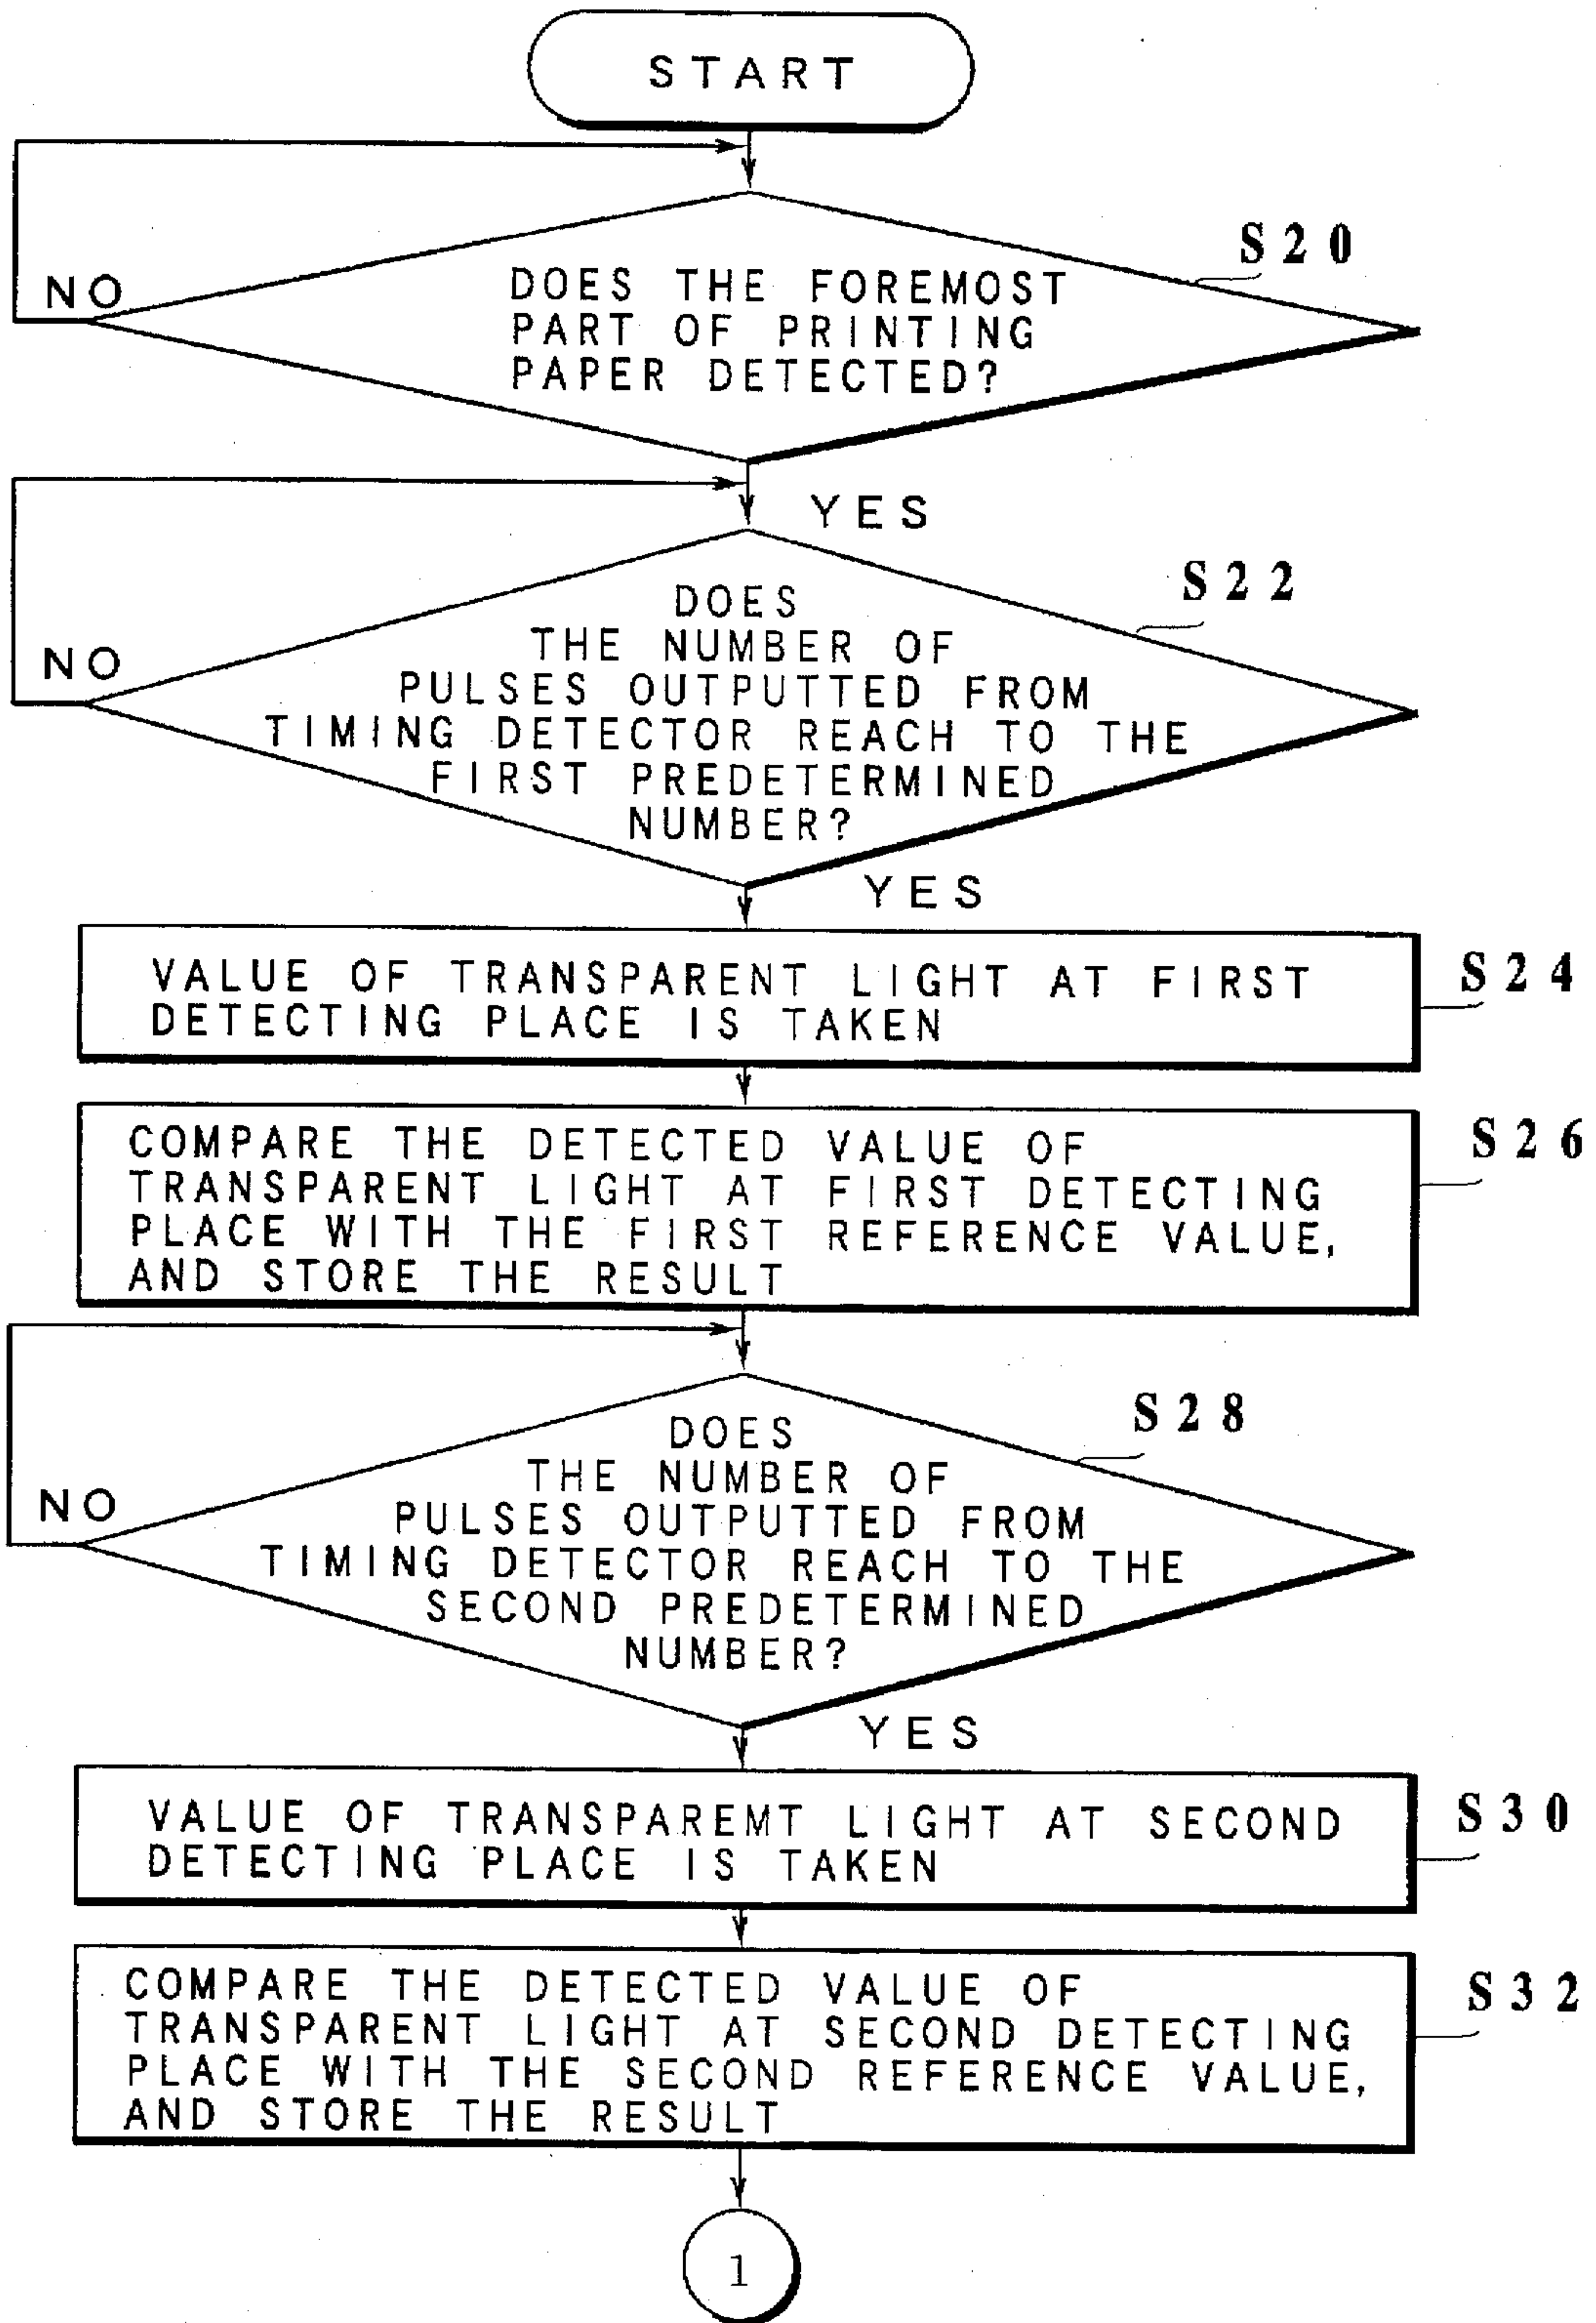 START
S20
DOES THE FOREMOST
PART OF PRINTING
PAPER DETECTED?
NO
YES
S22
DOES
THE NUMBER OF
PULSES OUTPUTTED FROM
TIMING DETECTOR REACH TO THE
FIRST PREDETERMINED
NUMBER?
NO
YES
VALUE OF TRANSPARENT LIGHT AT FIRST
DETECTING PLACE IS TAKEN
S24
COMPARE THE DETECTED VALUE OF
TRANSPARENT LIGHT AT FIRST DETECTING
PLACE WITH THE FIRST REFERENCE VALUE,
AND STORE THE RESULT
S26
S28
DOES
THE NUMBER OF
PULSES OUTPUTTED FROM
TIMING DETECTOR REACH TO THE
SECOND PREDETERMINED
NUMBER?
NO
YES
VALUE OF TRANSPAREMT LIGHT AT SECOND
DETECTING PLACE IS TAKEN
S30
COMPARE THE DETECTED VALUE OF
TRANSPARENT LIGHT AT SECOND DETECTING
PLACE WITH THE SECOND REFERENCE VALUE,
AND STORE THE RESULT
S32
1